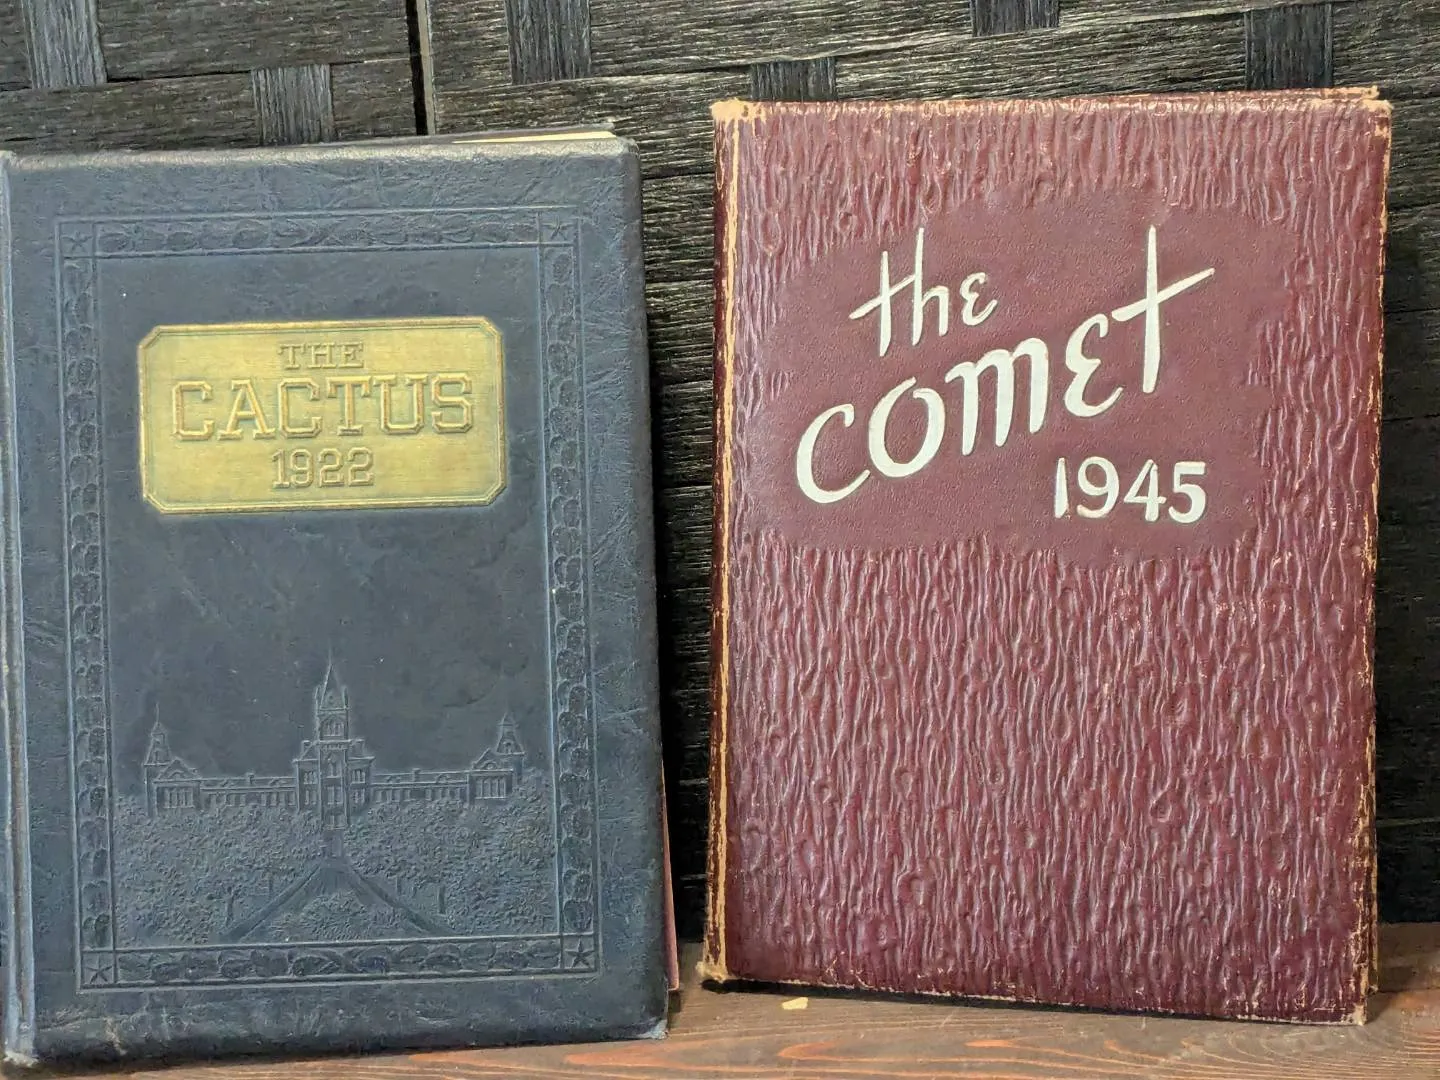 THE
CACTUS
1922
the
comet
1945